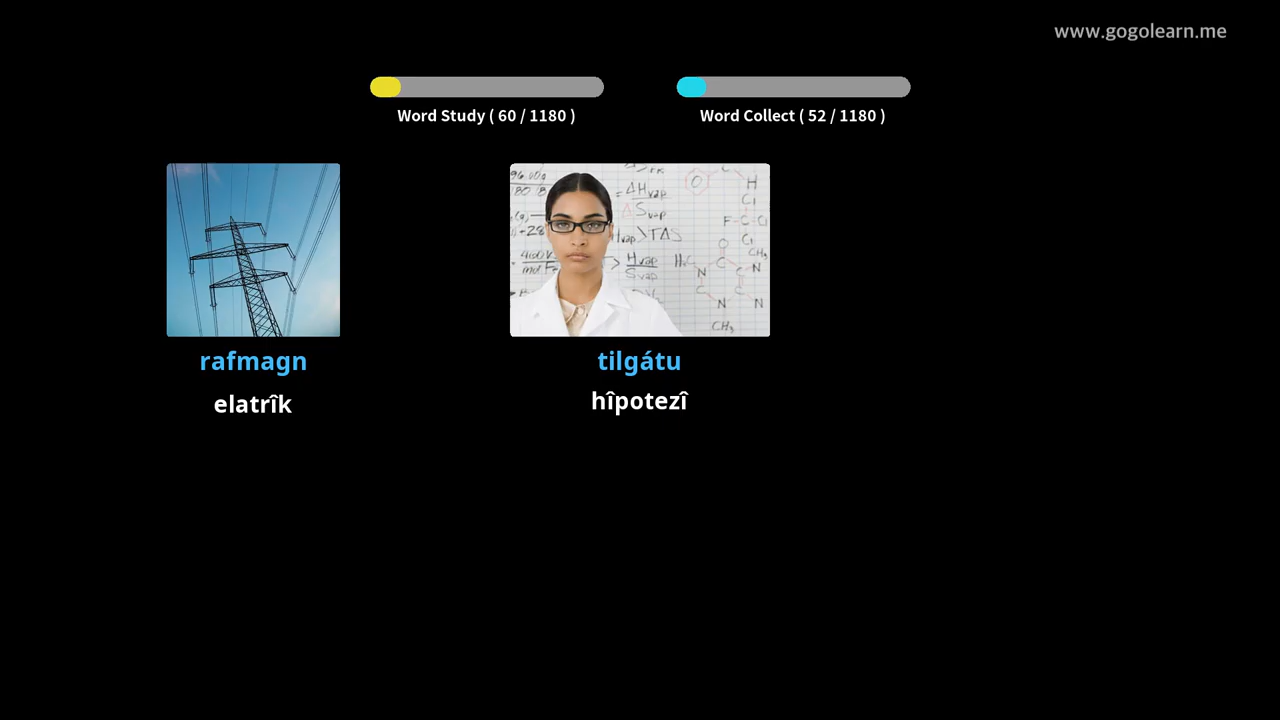 www.gogolearn.me
Word Study ( 60 / 1180 )
Word Collect ( 52 / 1180 )
rafmagn
elatrîk
tilgátu
hîpotezî